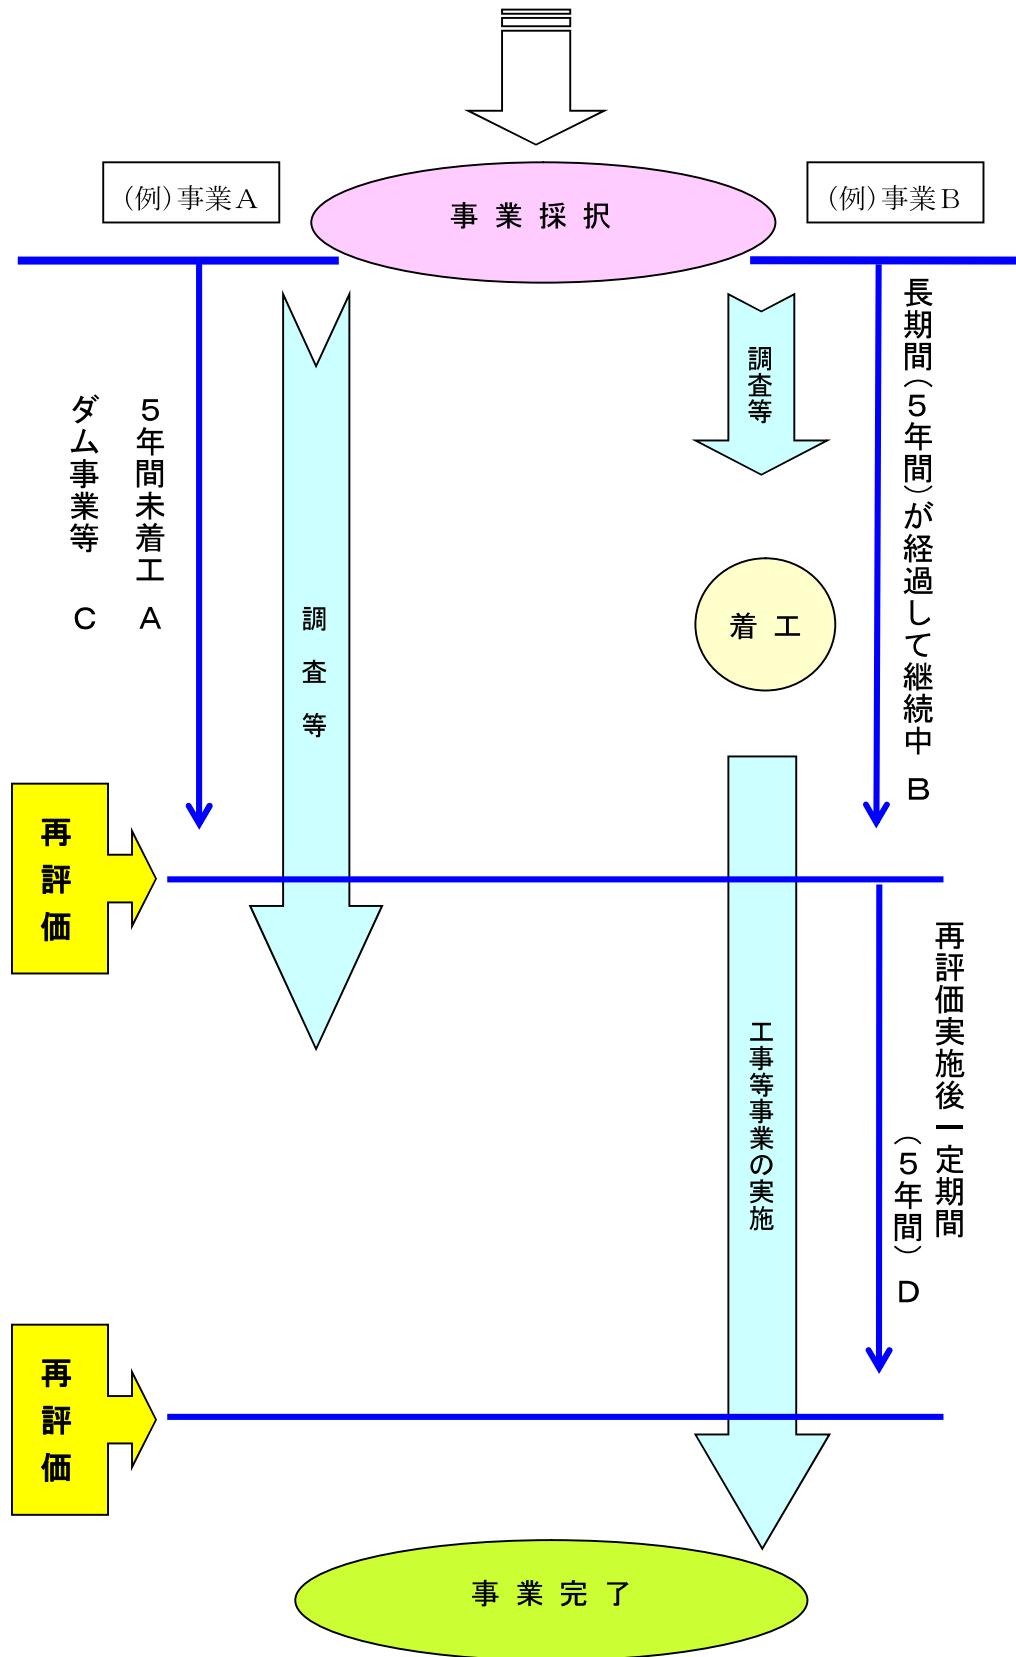 (例)事業A
事業採択
(例)事業B
５年間未着工　A
ダム事業等　C
調査等
調査等
長期間（５年間）が経過して継続中　B
着工
再評価
工事等事業の実施
再評価実施後一定期間
（５年間）　D
再評価
事業完了